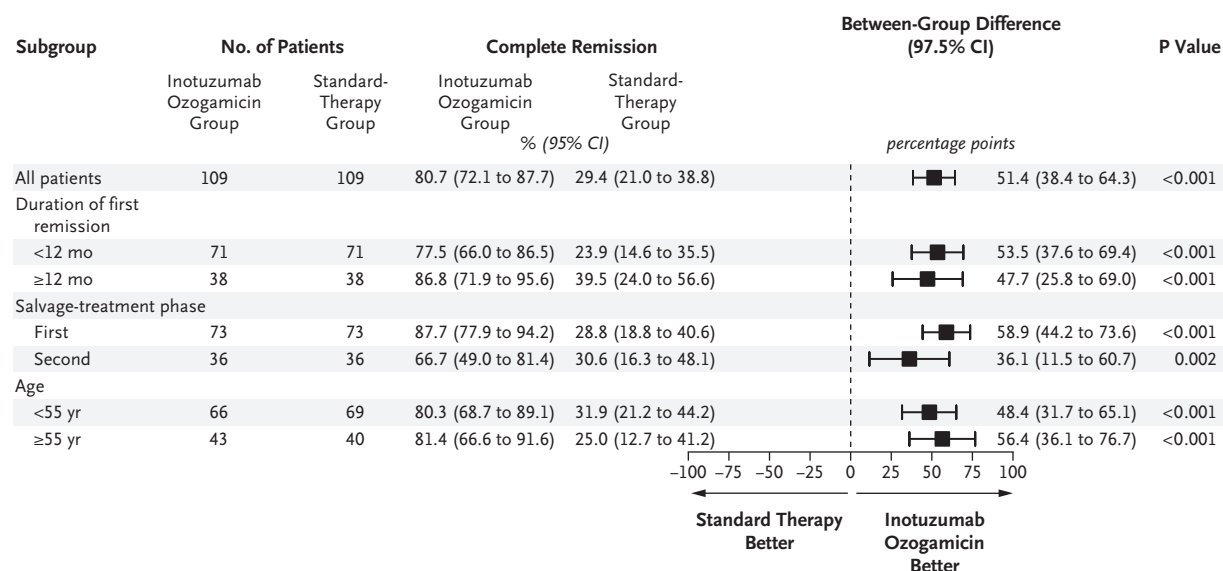 Subgroup No. of Patients Complete Remission Between-Group Difference (97.5% CI) P Value
Inotuzumab Ozogamicin Group Standard-Therapy Group Inotuzumab Ozogamicin Group Standard-Therapy Group
% (95% CI) percentage points
All patients 109 109 80.7 (72.1 to 87.7) 29.4 (21.0 to 38.8) 51.4 (38.4 to 64.3) <0.001
Duration of first
remission
<12 mo 71 71 77.5 (66.0 to 86.5) 23.9 (14.6 to 35.5) 53.5 (37.6 to 69.4) <0.001
≥12 mo 38 38 86.8 (71.9 to 95.6) 39.5 (24.0 to 56.6) 47.7 (25.8 to 69.0) <0.001
Salvage-treatment phase
First 73 73 87.7 (77.9 to 94.2) 28.8 (18.8 to 40.6) 58.9 (44.2 to 73.6) <0.001
Second 36 36 66.7 (49.0 to 81.4) 30.6 (16.3 to 48.1) 36.1 (11.5 to 60.7) 0.002
Age
<55 yr 66 69 80.3 (68.7 to 89.1) 31.9 (21.2 to 44.2) 48.4 (31.7 to 65.1) <0.001
≥55 yr 43 40 81.4 (66.6 to 91.6) 25.0 (12.7 to 41.2) 56.4 (36.1 to 76.7) <0.001
–100 –75 –50 –25 0 25 50 75 100
Standard Therapy
Better
Inotuzumab
Ozogamicin
Better